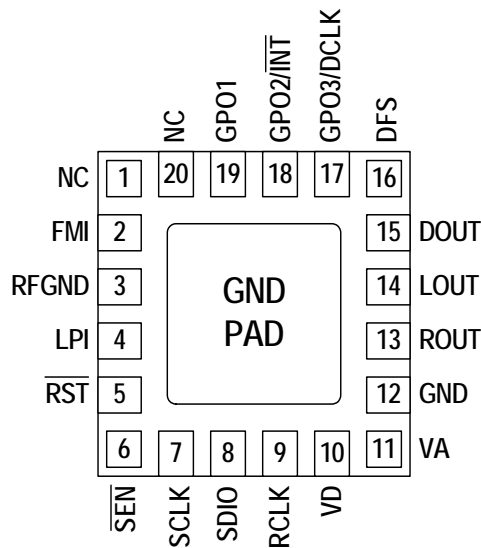 NC
GPO1
GPO2/INT
GPO3/DCLK
DFS
20
19
18
17
16
NC 1
FMI 2
RFGND 3
LPI 4
RST 5
6
GND
PAD
15 DOUT
14 LOUT
13 ROUT
12 GND
11 VA
7
8
9
10
SEN
SCLK
SDIO
RCLK
VD